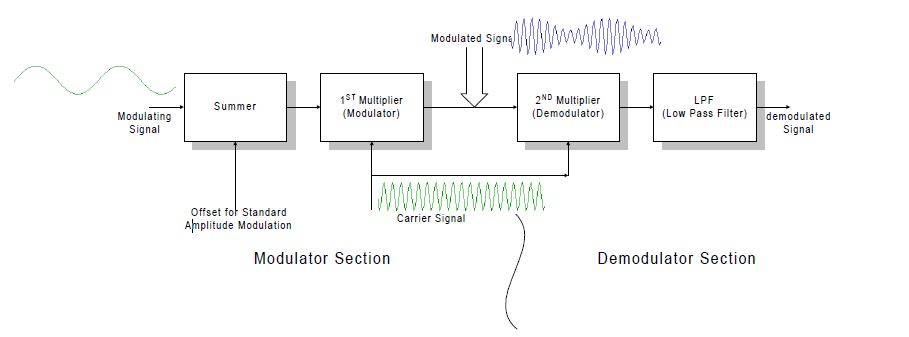 Modulated Signa
Summer
1ST Multiplier
(Modulator)
2ND Multiplier
(Demodulator)
LPF
(Low Pass Filter)
Modulating
Signal
demodulated
Signal
Offset for Standard
Amplitude Modulation
Carrier Signal
Modulator Section
Demodulator Section